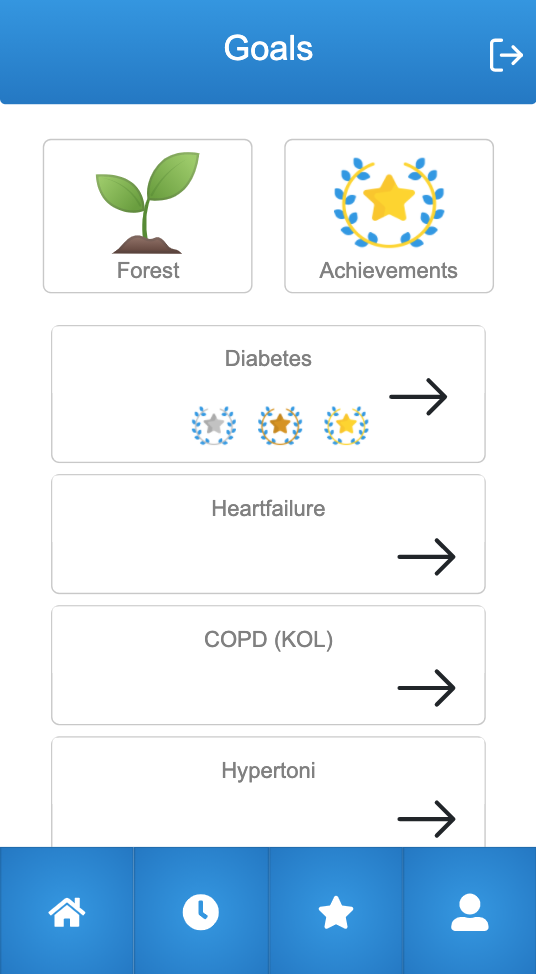 Goals
Forest
Achievements
Diabetes
Heartfailure
COPD (KOL)
Hypertoni